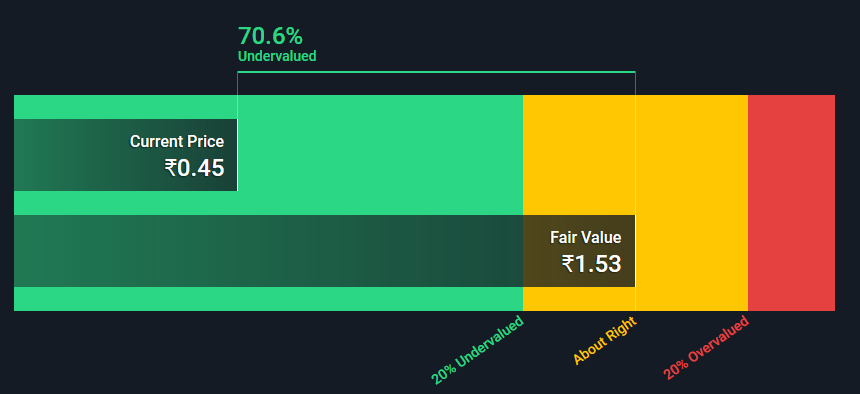 70.6%
Undervalued
Current Price
₹0.45
Fair Value
₹1.53
20% Undervalued
About Right
20% Overvalued